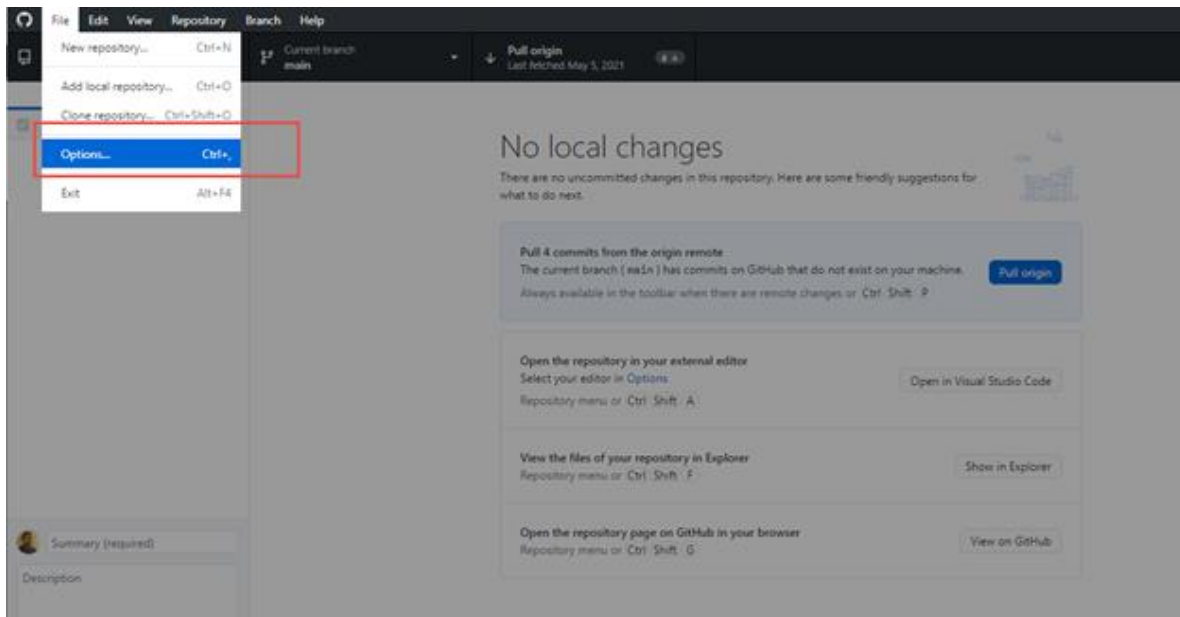 File Edit View Repository Branch Help
New repository... Ctrl+N
Add local repository... Ctrl+O
Clone repository... Ctrl+Shift+O
Options... Ctrl+,
Exit Alt+F4
Current branch
main
Pull origin
Last fetched May 5, 2021
No local changes
There are no uncommitted changes in this repository. Here are some friendly suggestions for
what to do next.
Pull 4 commits from the origin remote
The current branch ( main ) has commits on GitHub that do not exist on your machine.
Always available in the toolbar when there are remote changes or Ctrl Shift P
Pull origin
Open the repository in your external editor
Select your editor in Options
Repository menu or Ctrl Shift A
Open in Visual Studio Code
View the files of your repository in Explorer
Repository menu or Ctrl Shift F
Show in Explorer
Open the repository page on GitHub in your browser
Repository menu or Ctrl Shift G
View on GitHub
Summary (required)
Description